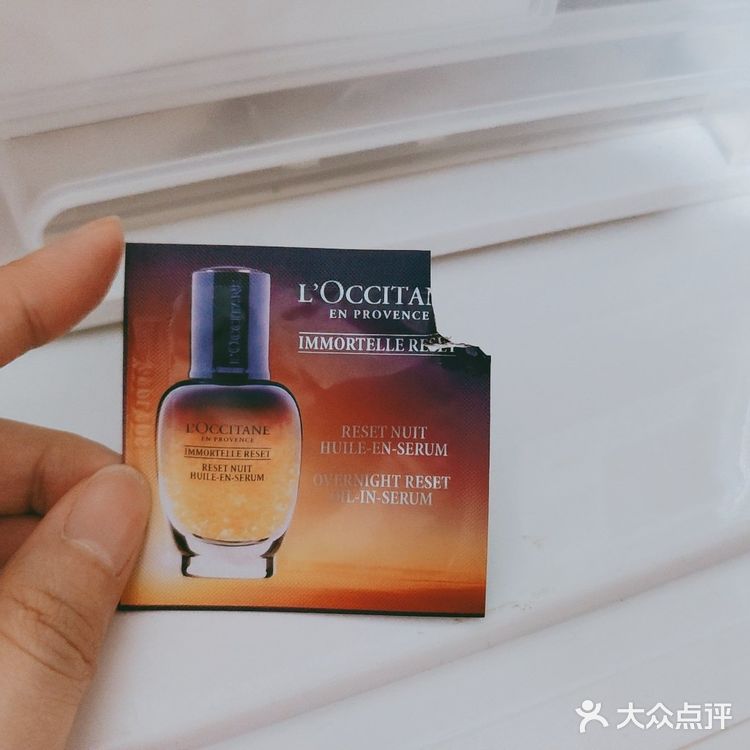 L'OCCITAN
EN PROVENCE
IMMORTELLE RESET
RESET NUIT
HUILE-EN-SERUM
OVERNIGHT RESET
OIL-IN-SERUM
L'OCCITANE
EN PROVENCE
IMMORTELLE RESET
RESET NUIT
HUILE-EN-SERUM
大众点评